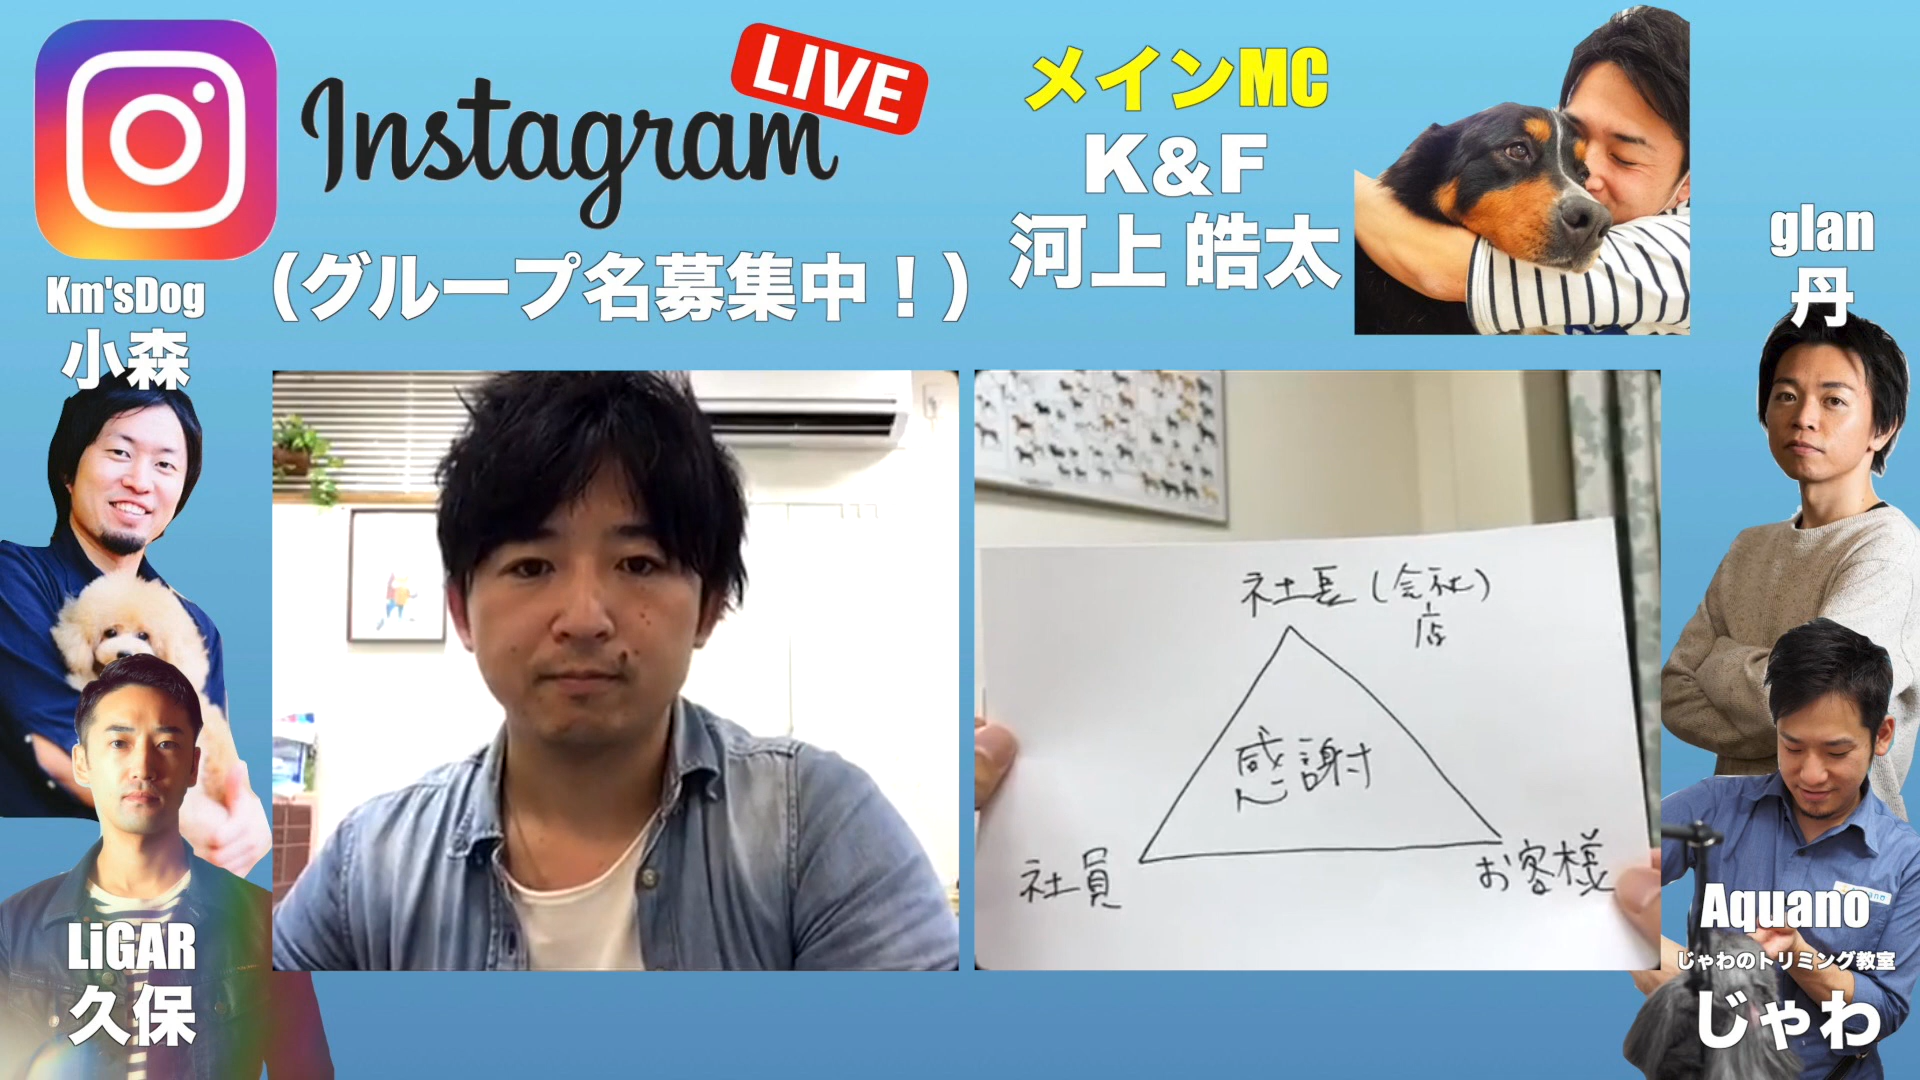 Instagram
LIVE
(グループ名募集中!)
メインMC
K&F
河上 皓太
Km'sDog
小森
glan
丹
社長(会社)
店
感謝
社員
お客様
LiGAR
久保
Aquano
じゃわのトリミング教室
じゃわ